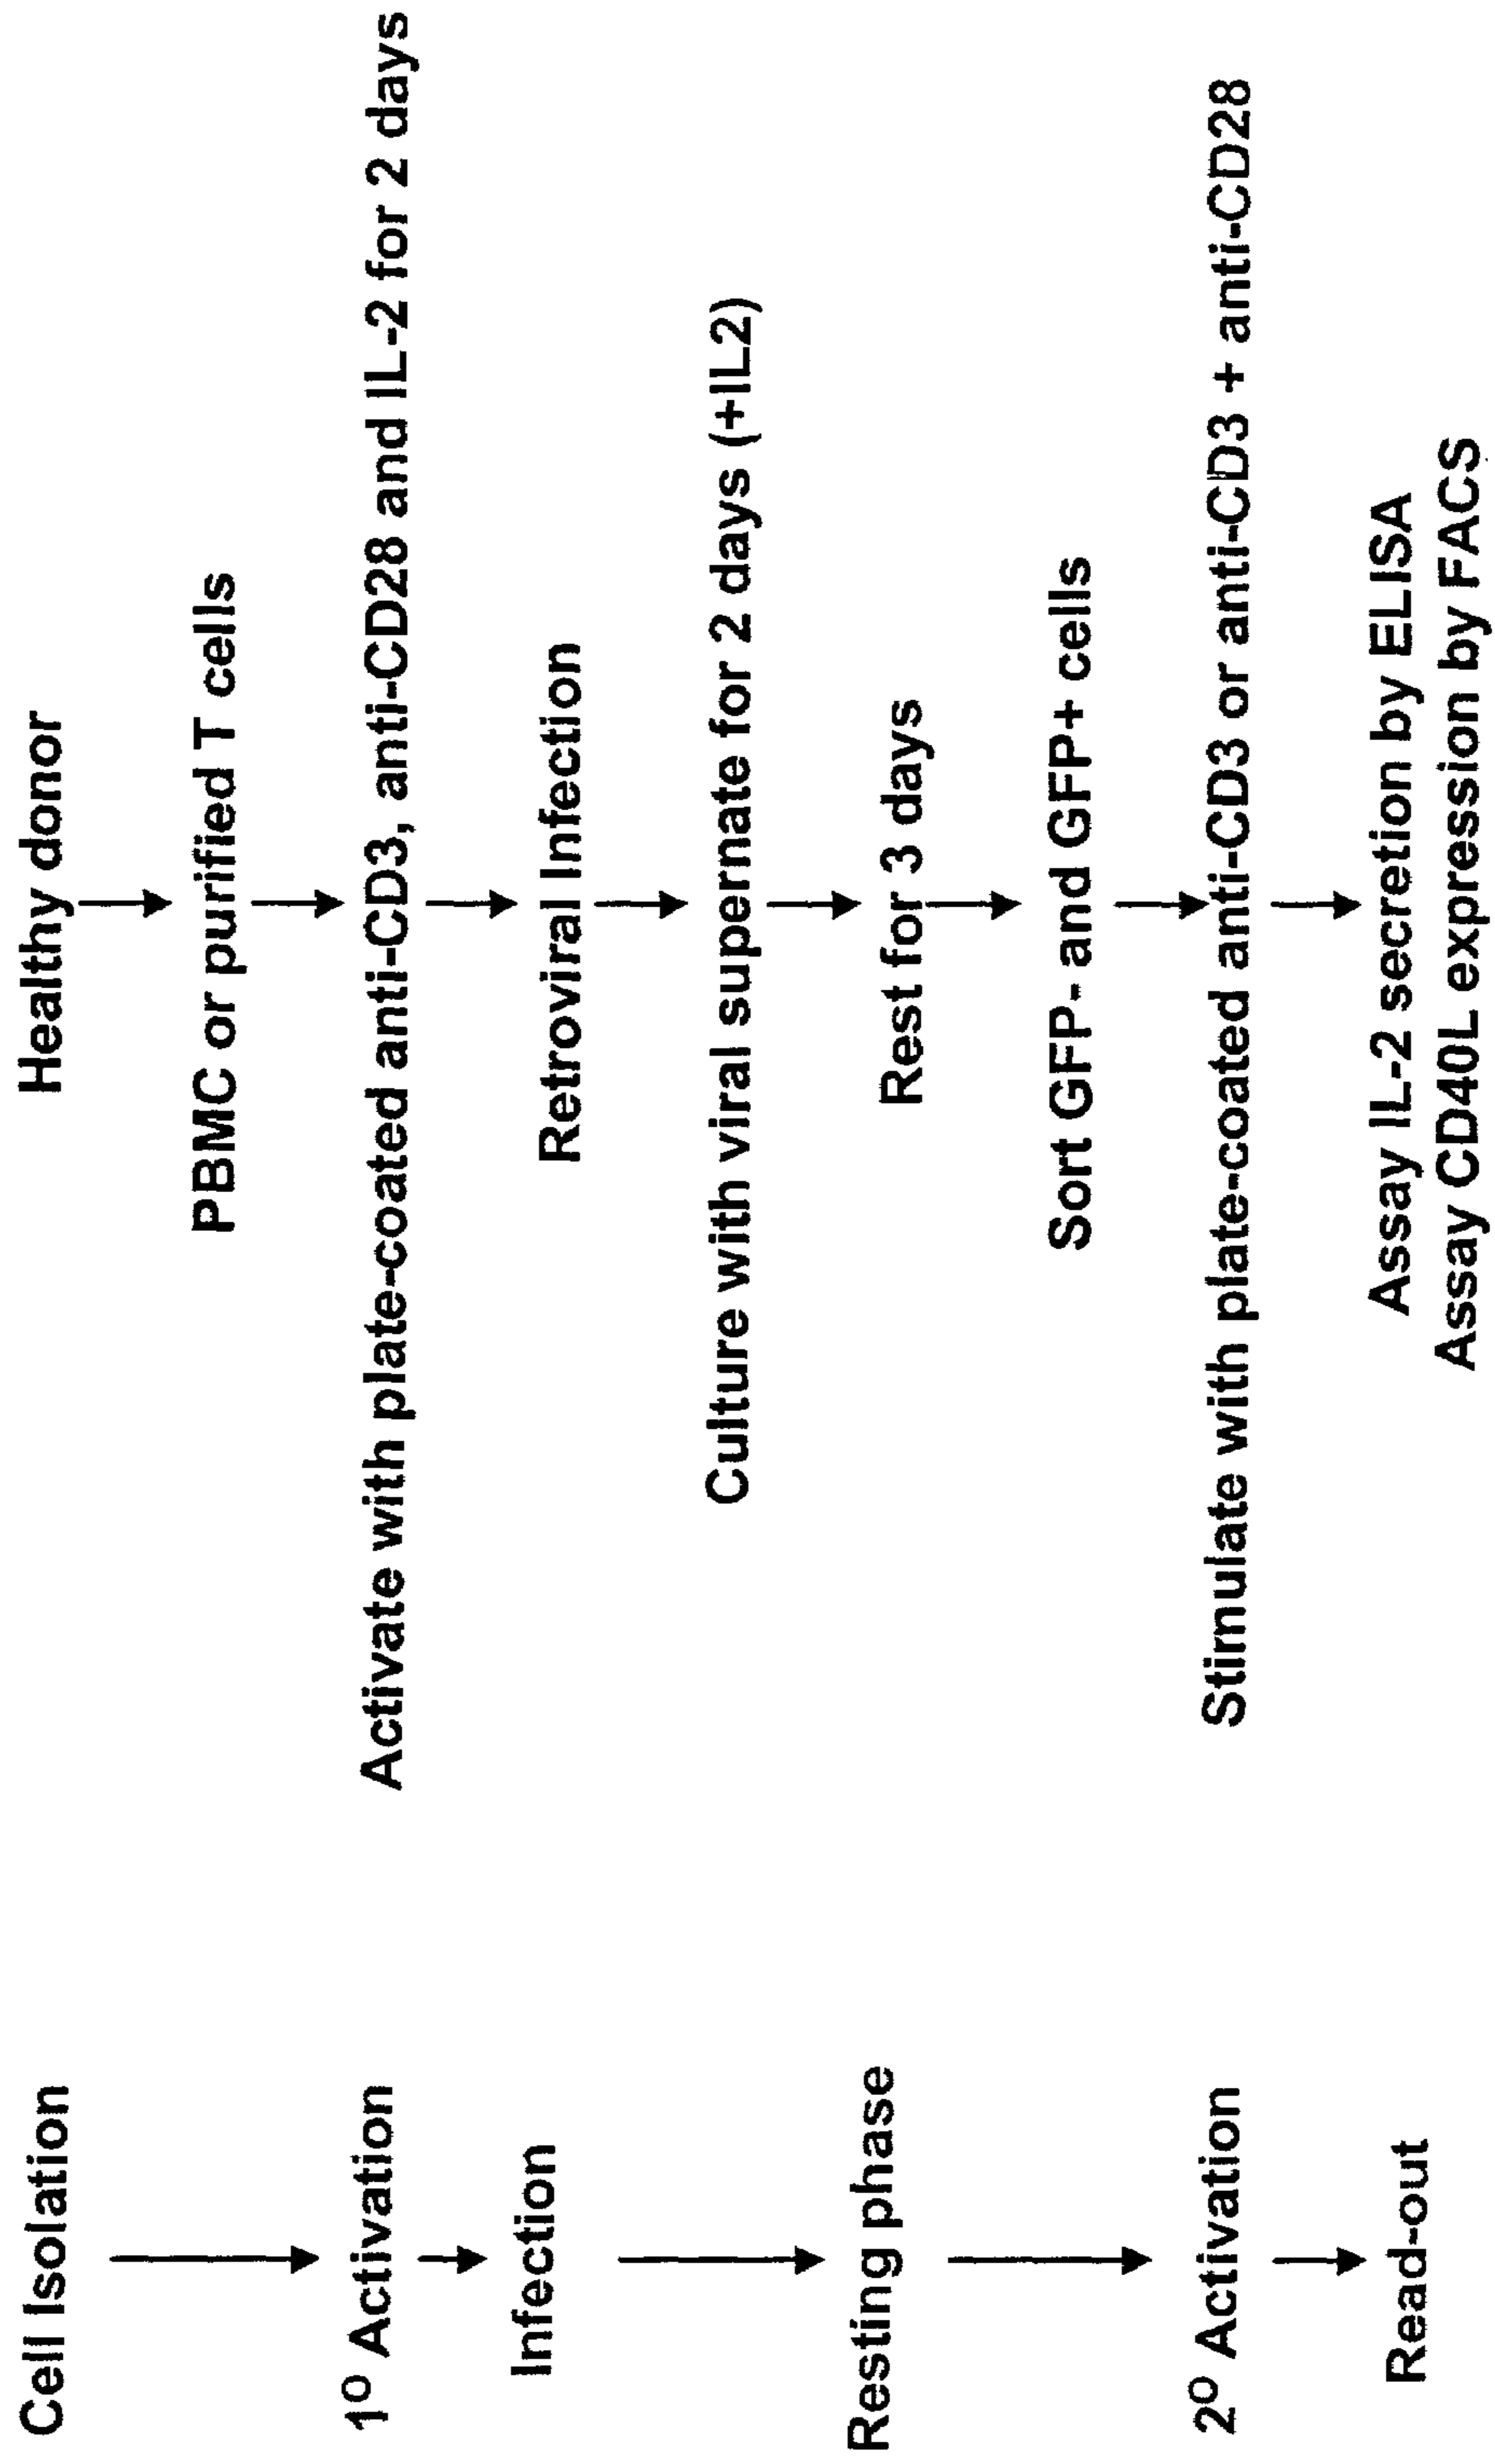 Cell Isolation
Healthy donor
PBMC or purified T cells
1° Activation
Activate with plate-coated anti-CD3, anti-CD28 and IL-2 for 2 days
Infection
Retroviral Infection
Culture with viral supernate for 2 days (+IL2)
Resting phase
Rest for 3 days
Sort GFP- and GFP+ cells
2° Activation
Stimulate with plate-coated anti-CD3 or anti-CD3 + anti-CD28
Read-out
Assay IL-2 secretion by ELISA
Assay CD40L expression by FACS